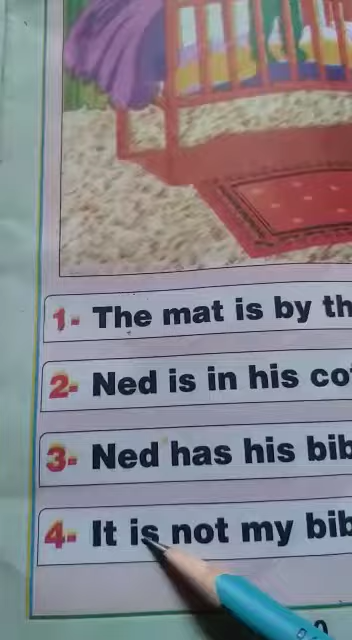 1- The mat is by th
2- Ned is in his co
3- Ned has his bib
4- It is not my bib